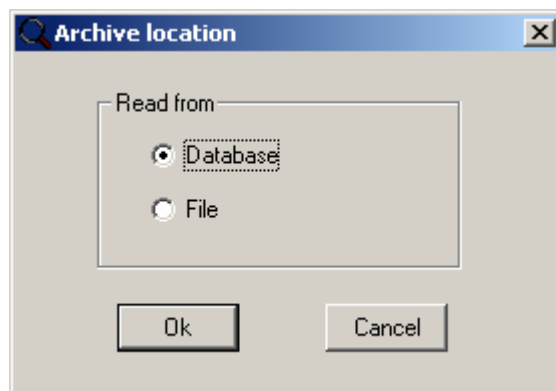 Archive location
Read from
Database
File
Ok
Cancel